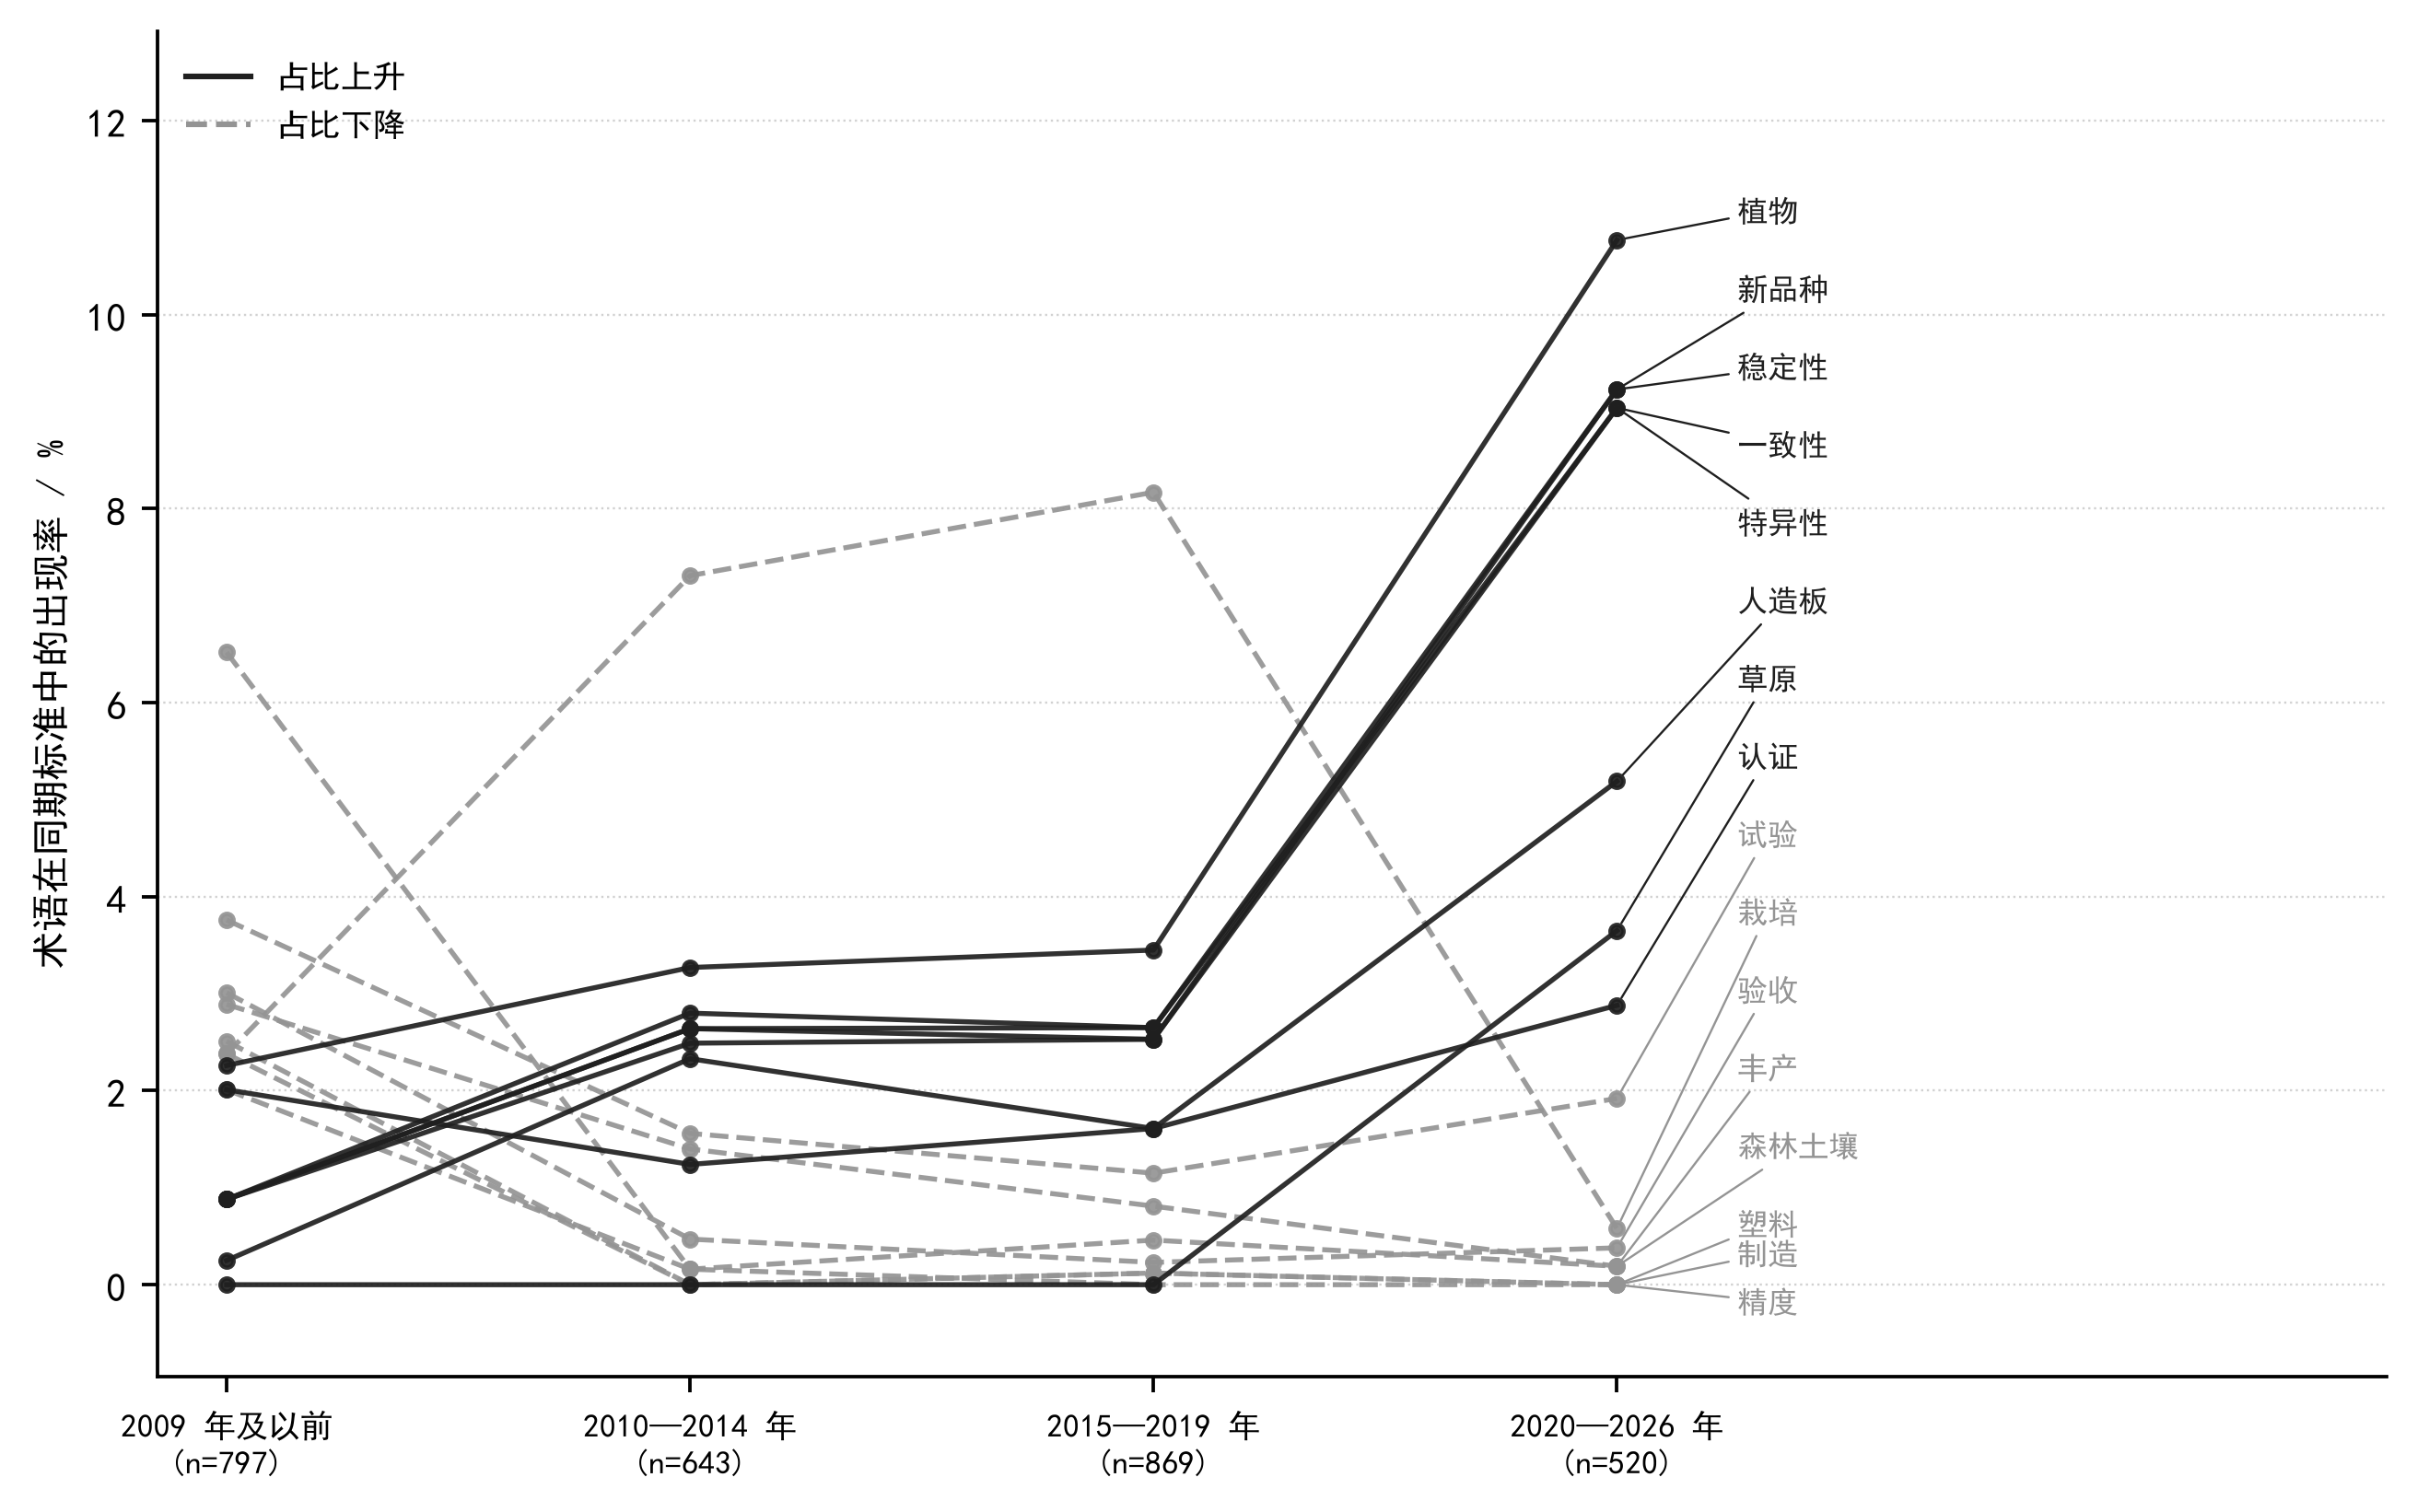 占比上升
占比下降
12
10
8
6
4
2
0
术语在同期标准中的出现率 / %
植物
新品种
稳定性
一致性
特异性
人造板
草原
认证
试验
栽培
验收
丰产
森林土壤
塑料
制造
精度
2009 年及以前
(n=797)
2010—2014 年
(n=643)
2015—2019 年
(n=869)
2020—2026 年
(n=520)